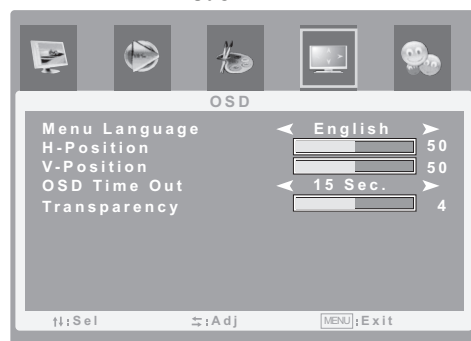 OSD
Menu Language English
H-Position 50
V-Position 50
OSD Time Out 15 Sec.
Transparency 4
↑↓:Sel ⇆:Adj MENU:Exit